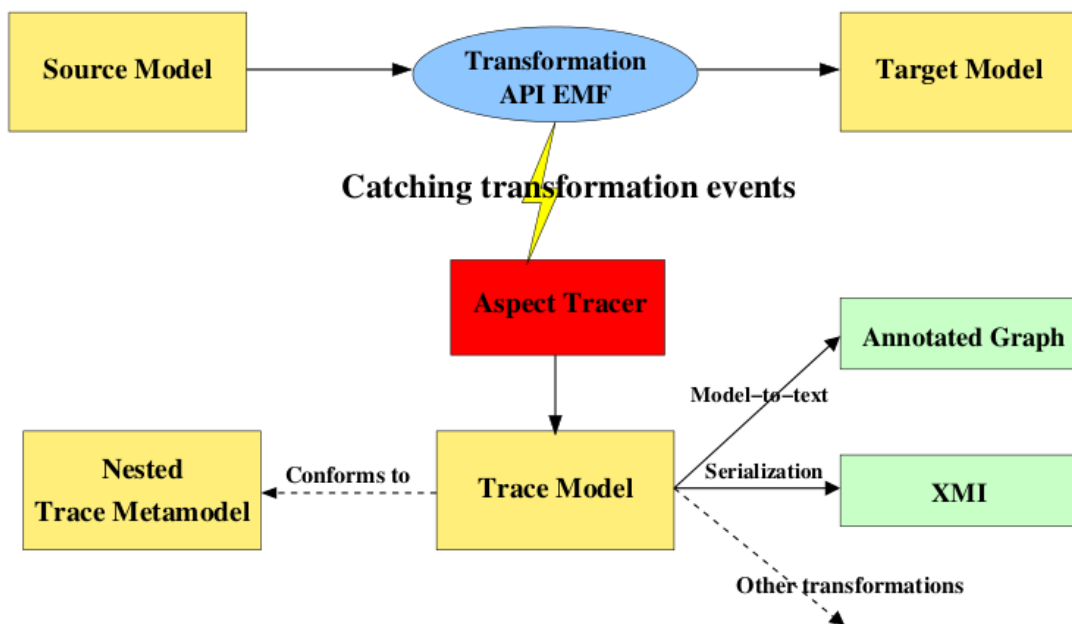 Source Model
Transformation
API EMF
Target Model
Catching transformation events
Aspect Tracer
Annotated Graph
Model-to-text
Nested
Trace Metamodel
Conforms to
Trace Model
Serialization
XMI
Other transformations